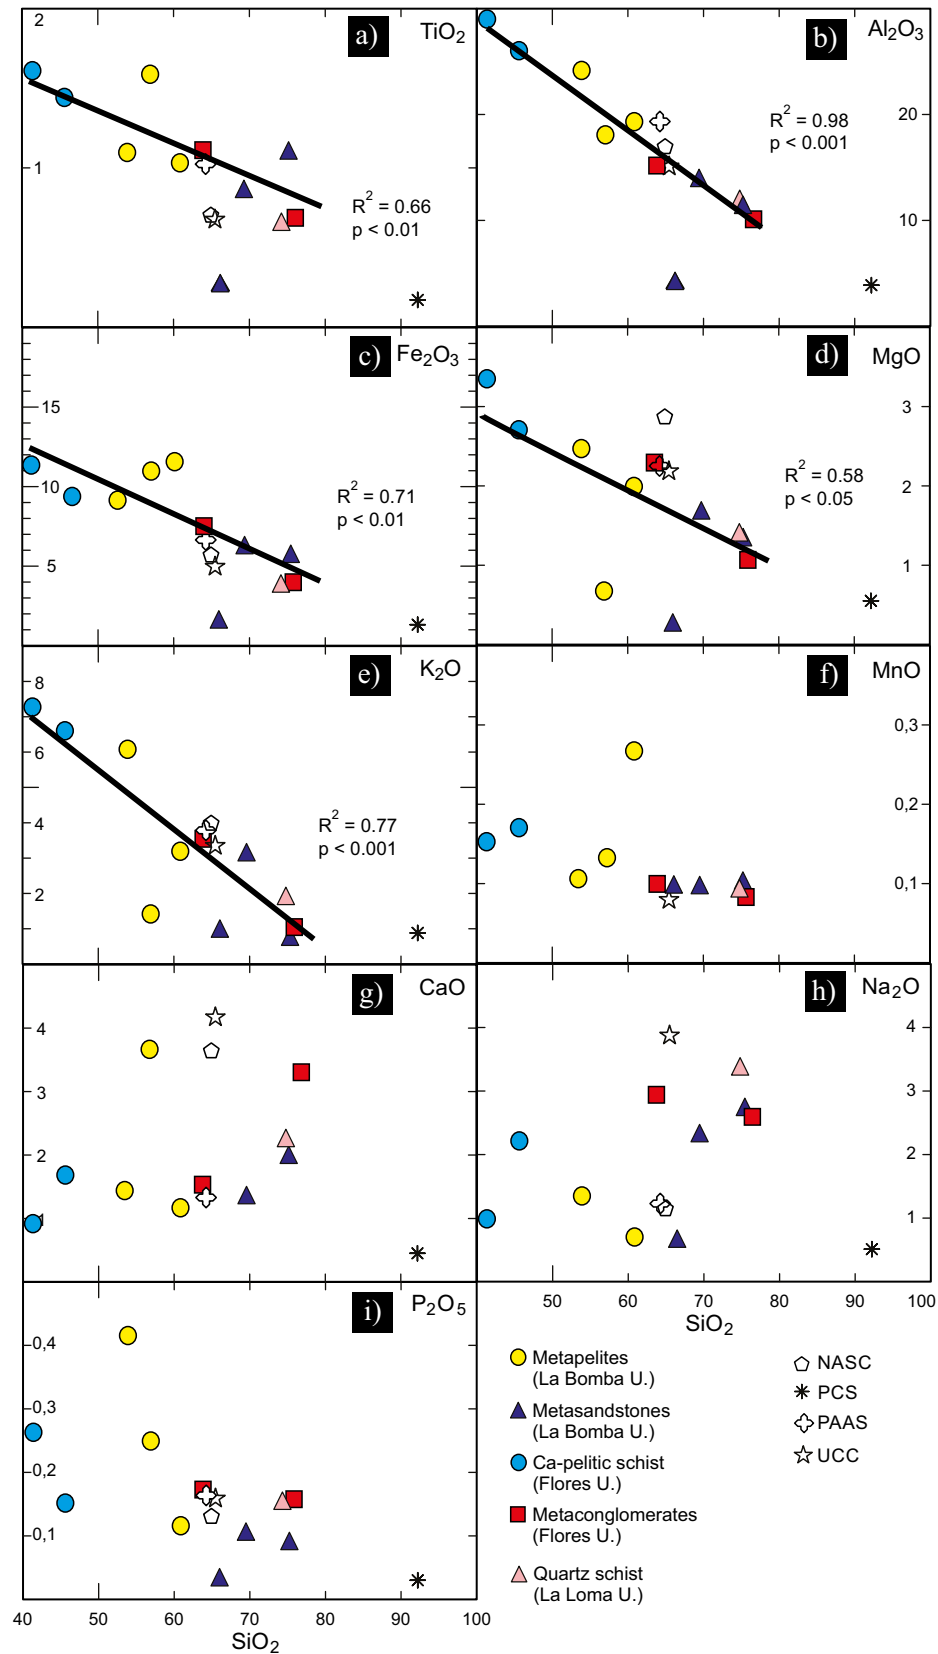 2
a)
TiO2
1
R2 = 0.66
p < 0.01
b)
Al2O3
20
R2 = 0.98
p < 0.001
10
c)
Fe2O3
15
10
R2 = 0.71
p < 0.01
5
d)
MgO
3
2
R2 = 0.58
p < 0.05
1
e)
K2O
8
6
4
R2 = 0.77
p < 0.001
2
f)
MnO
0,3
0,2
0,1
g)
CaO
4
3
2
1
h)
Na2O
4
3
2
1
50 60 70 80 90 100
SiO2
i)
P2O5
0,4
0,3
0,2
0,1
40 50 60 70 80 90 100
SiO2
Metapelites
(La Bomba U.)
Metasandstones
(La Bomba U.)
Ca-pelitic schist
(Flores U.)
Metaconglomerates
(Flores U.)
Quartz schist
(La Loma U.)
NASC
PCS
PAAS
UCC